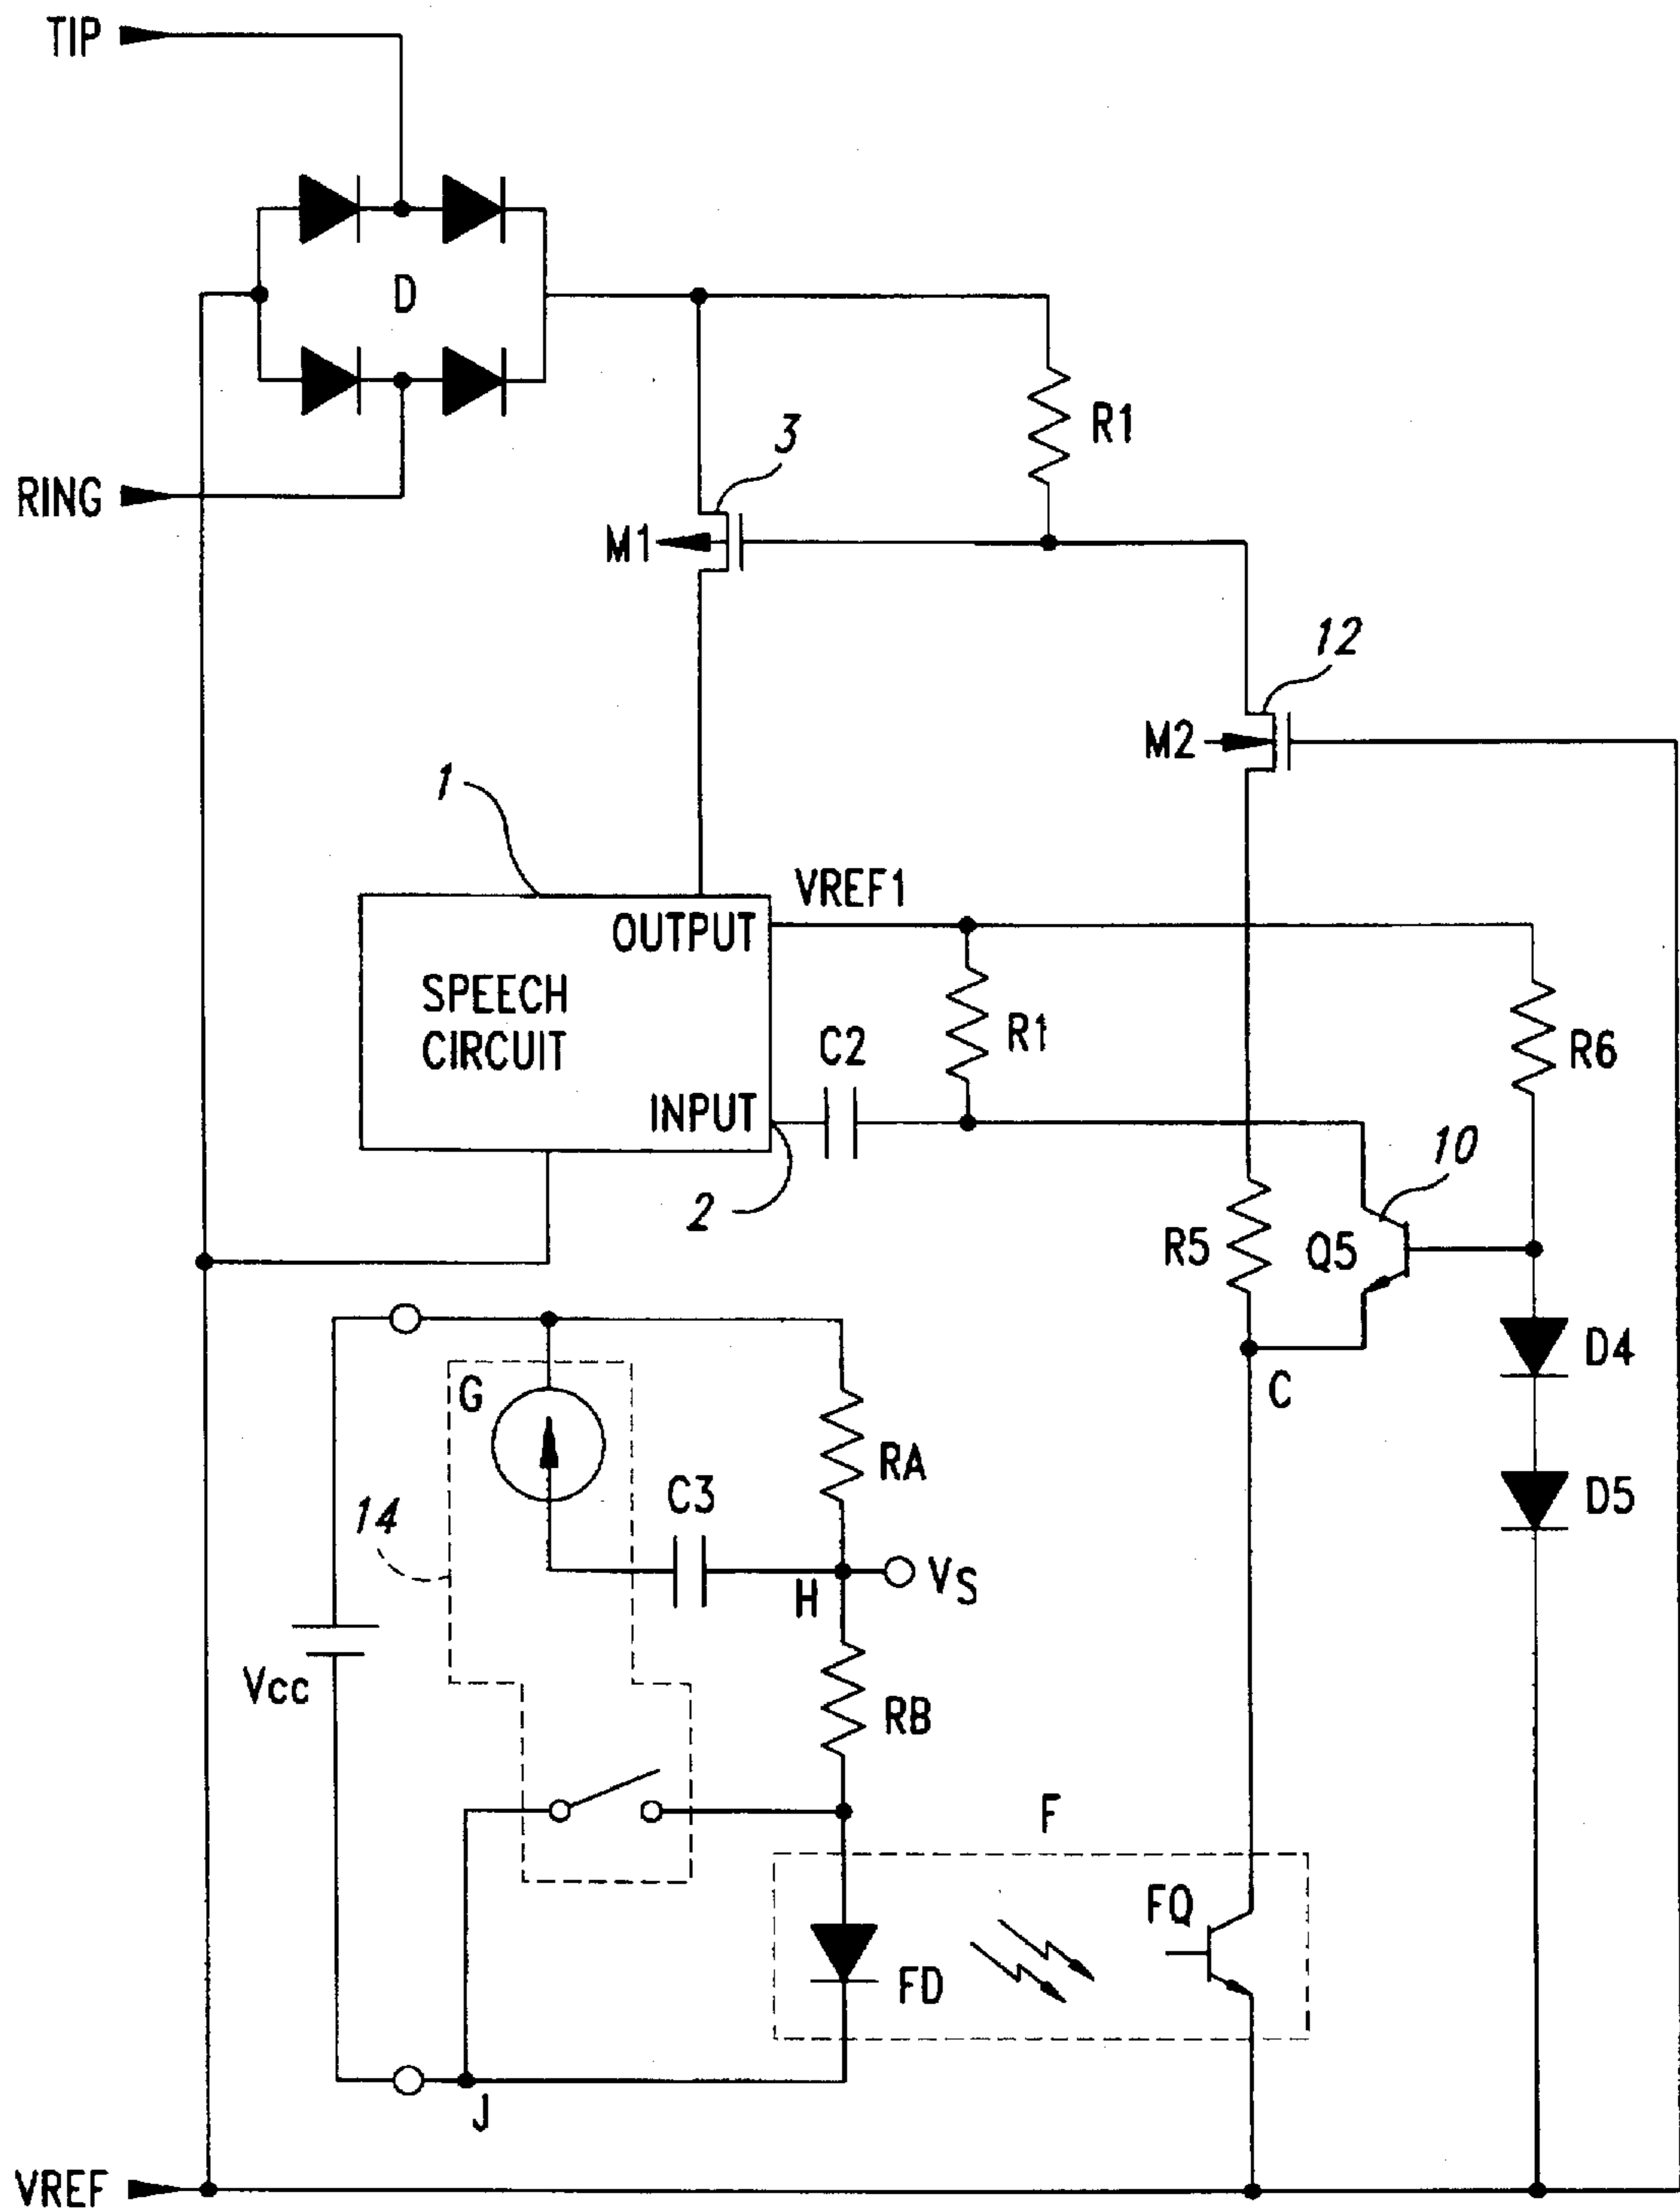 TIP
D
R1
3
RING
M1
12
M2
1
VREF1
OUTPUT
SPEECH
CIRCUIT
R1
C2
R6
INPUT
10
2
R5
Q5
D4
G
C
RA
C3
D5
14
H
VS
Vcc
RB
F
FQ
FD
J
VREF